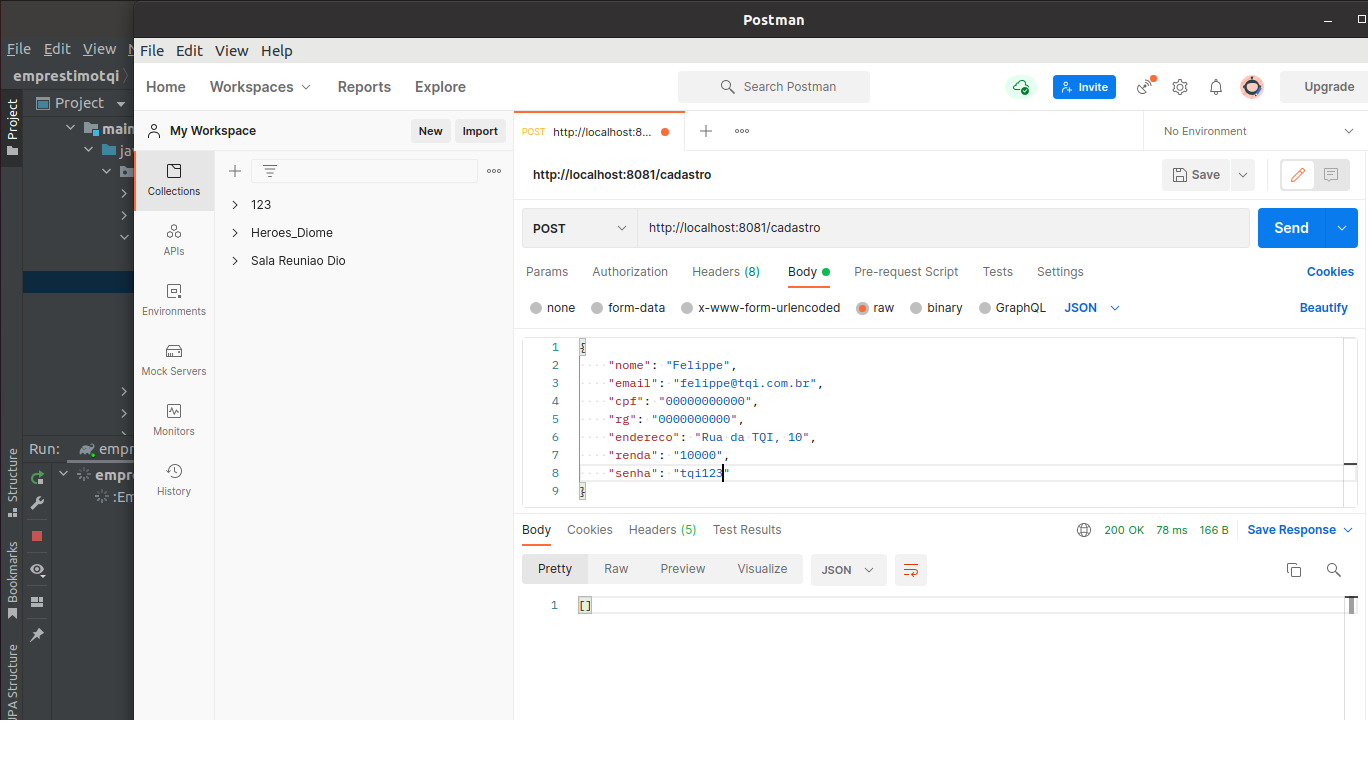 Postman
File Edit View N
File Edit View Help
emprestimotqi
Home Workspaces Reports Explore
Search Postman
Invite
Upgrade
Project
Project
main
ja
My Workspace
New Import
POST http://localhost:8...
No Environment
http://localhost:8081/cadastro
Save
Collections
APIs
Environments
Mock Servers
Monitors
History
123
Heroes_Diome
Sala Reuniao Dio
POST http://localhost:8081/cadastro Send
Params Authorization Headers (8) Body Pre-request Script Tests Settings Cookies
none form-data x-www-form-urlencoded raw binary GraphQL JSON Beautify
1 {
2 "nome": "Felippe",
3 "email": "felippe@tqi.com.br",
4 "cpf": "00000000000",
5 "rg": "0000000000",
6 "endereco": "Rua da TQI, 10",
7 "renda": "10000",
8 "senha": "tqi123"
9 }
Run: empr
empre
:Em
Structure
Bookmarks
JPA Structure
Body Cookies Headers (5) Test Results 200 OK 78 ms 166 B Save Response
Pretty Raw Preview Visualize JSON
1 []